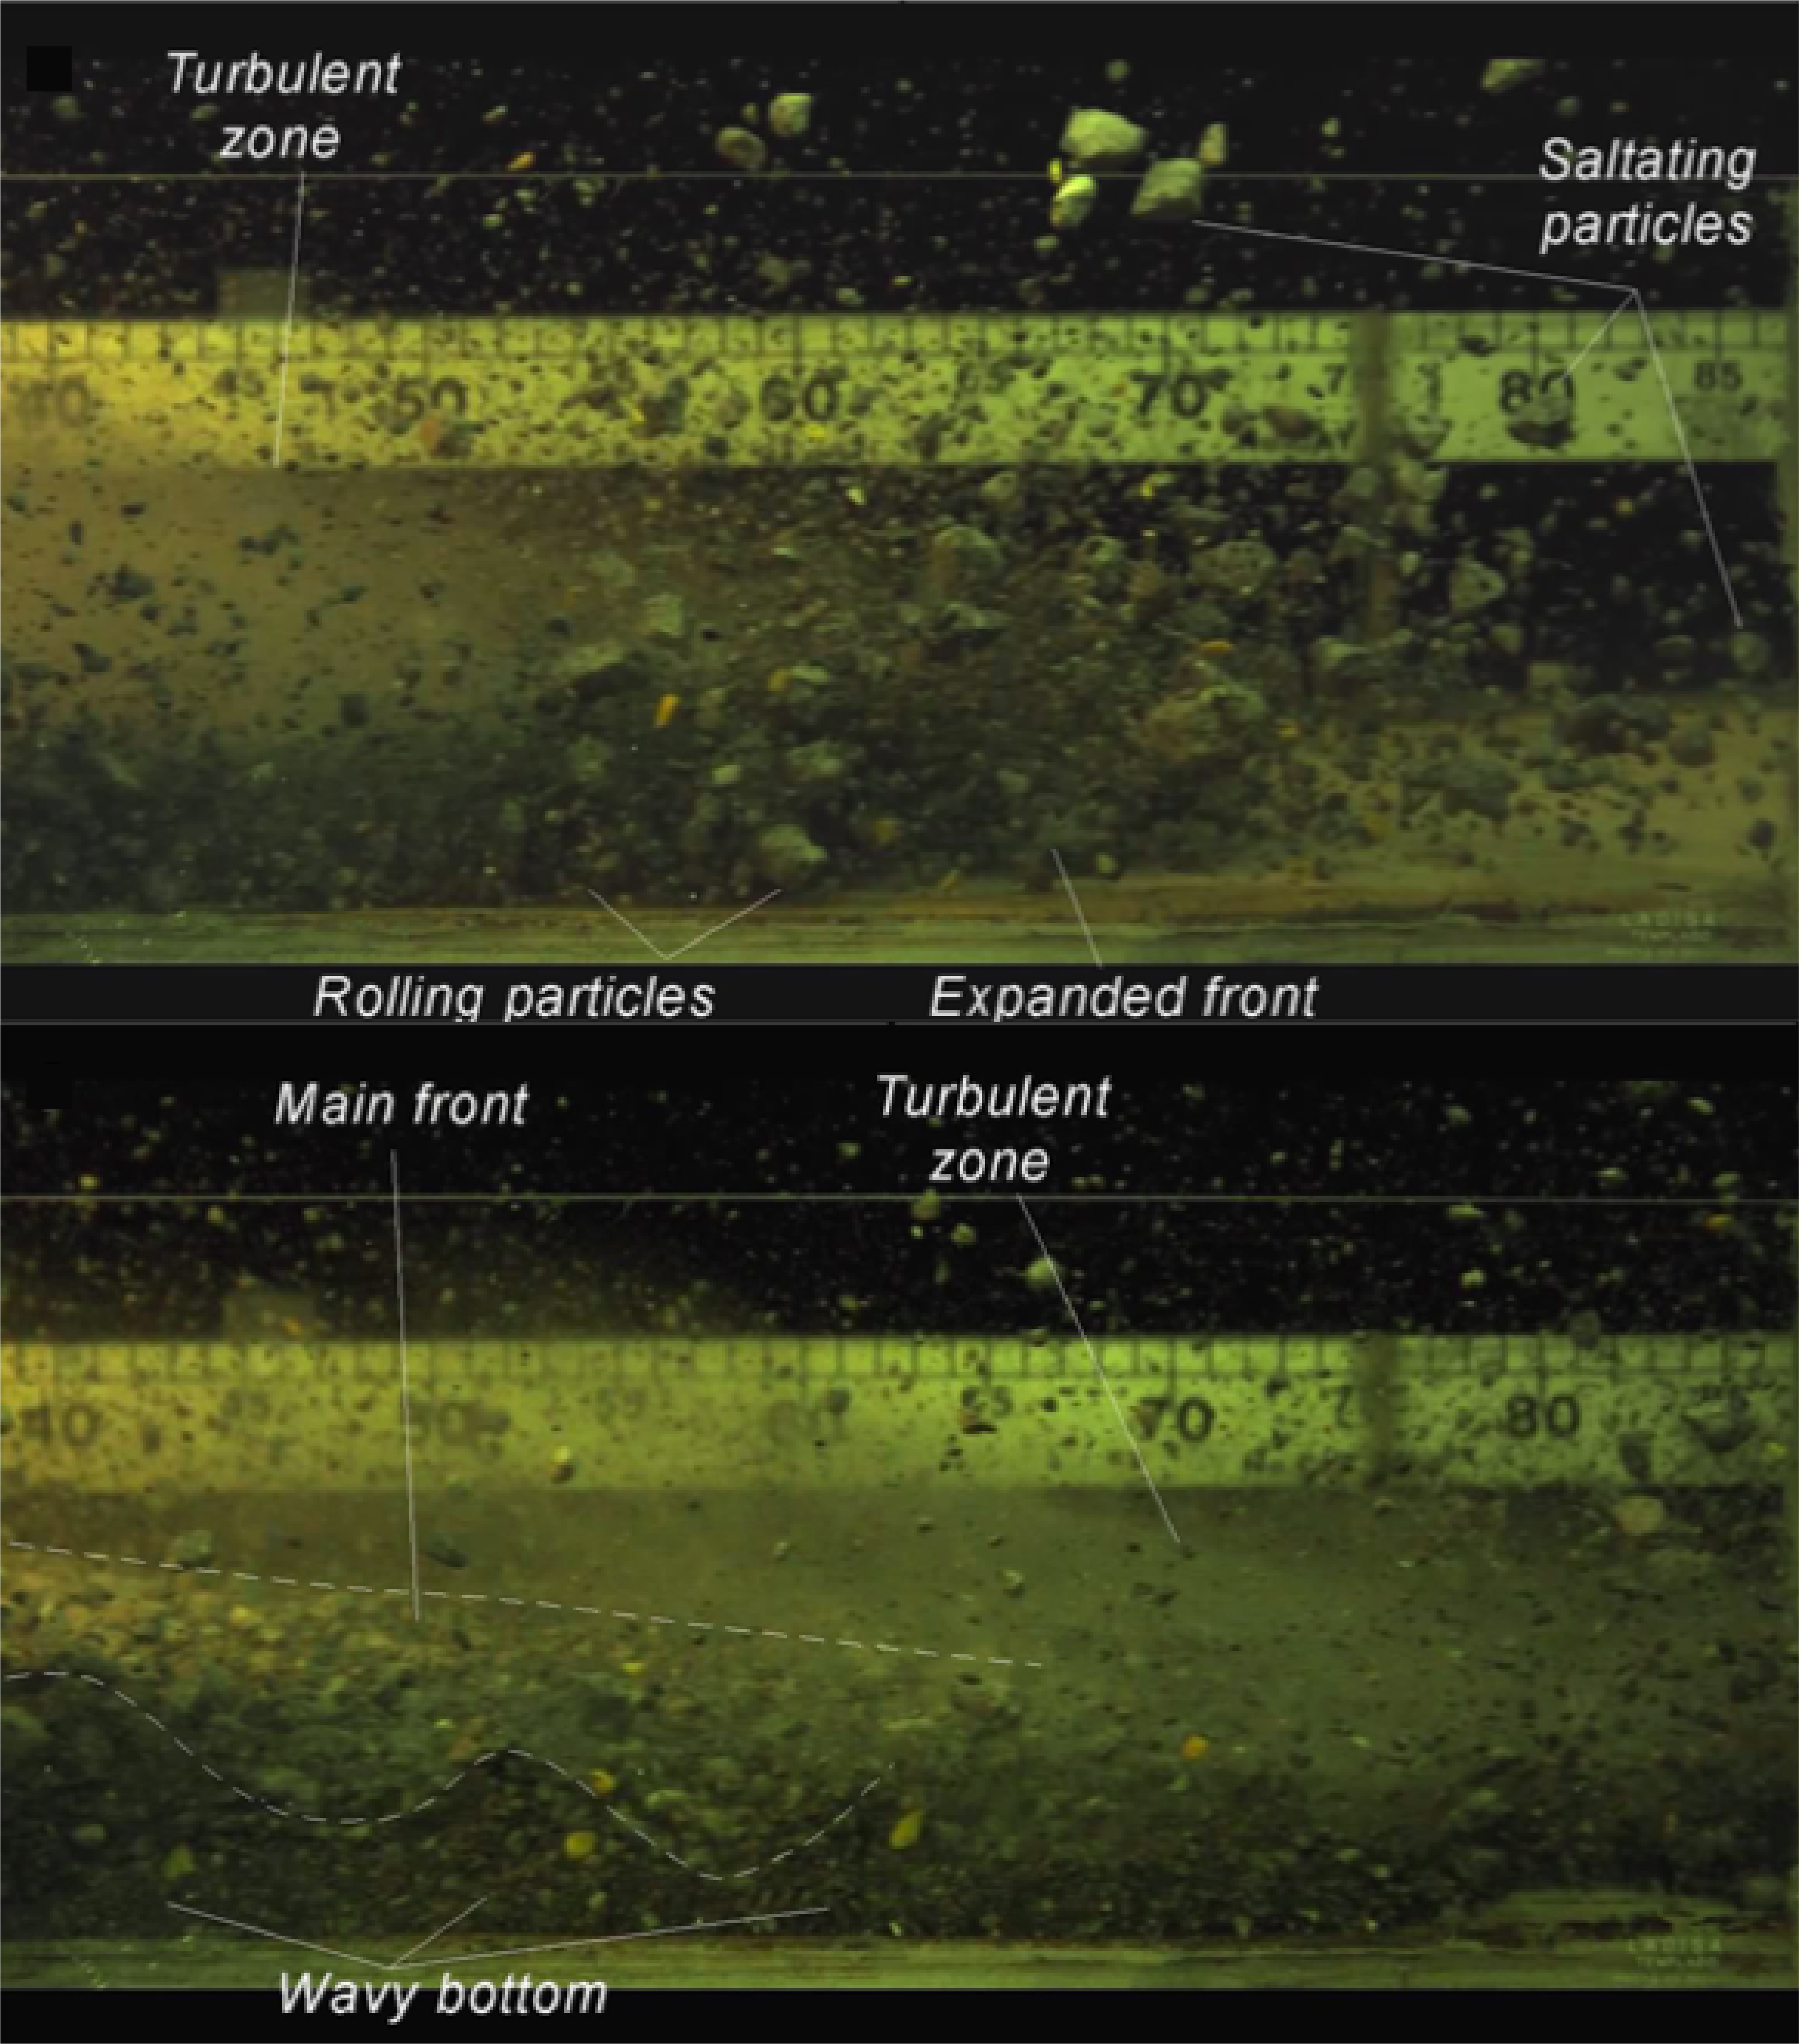 Turbulent
zone
Saltating
particles
50 60 70 80 85
Rolling particles
Expanded front
Main front
Turbulent
zone
40 70 80
Wavy bottom